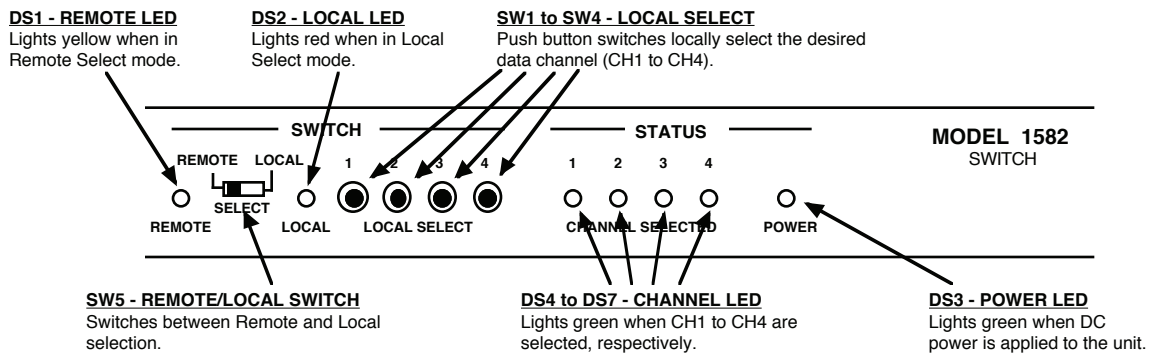 DS1 - REMOTE LED
Lights yellow when in
Remote Select mode.
DS2 - LOCAL LED
Lights red when in Local
Select mode.
SW1 to SW4 - LOCAL SELECT
Push button switches locally select the desired
data channel (CH1 to CH4).
SWITCH
STATUS
MODEL 1582
SWITCH
REMOTE LOCAL
1 2 3 4
1 2 3 4
SELECT
REMOTE
LOCAL
LOCAL SELECT
CHANNEL SELECTED
POWER
SW5 - REMOTE/LOCAL SWITCH
Switches between Remote and Local
selection.
DS4 to DS7 - CHANNEL LED
Lights green when CH1 to CH4 are
selected, respectively.
DS3 - POWER LED
Lights green when DC
power is applied to the unit.